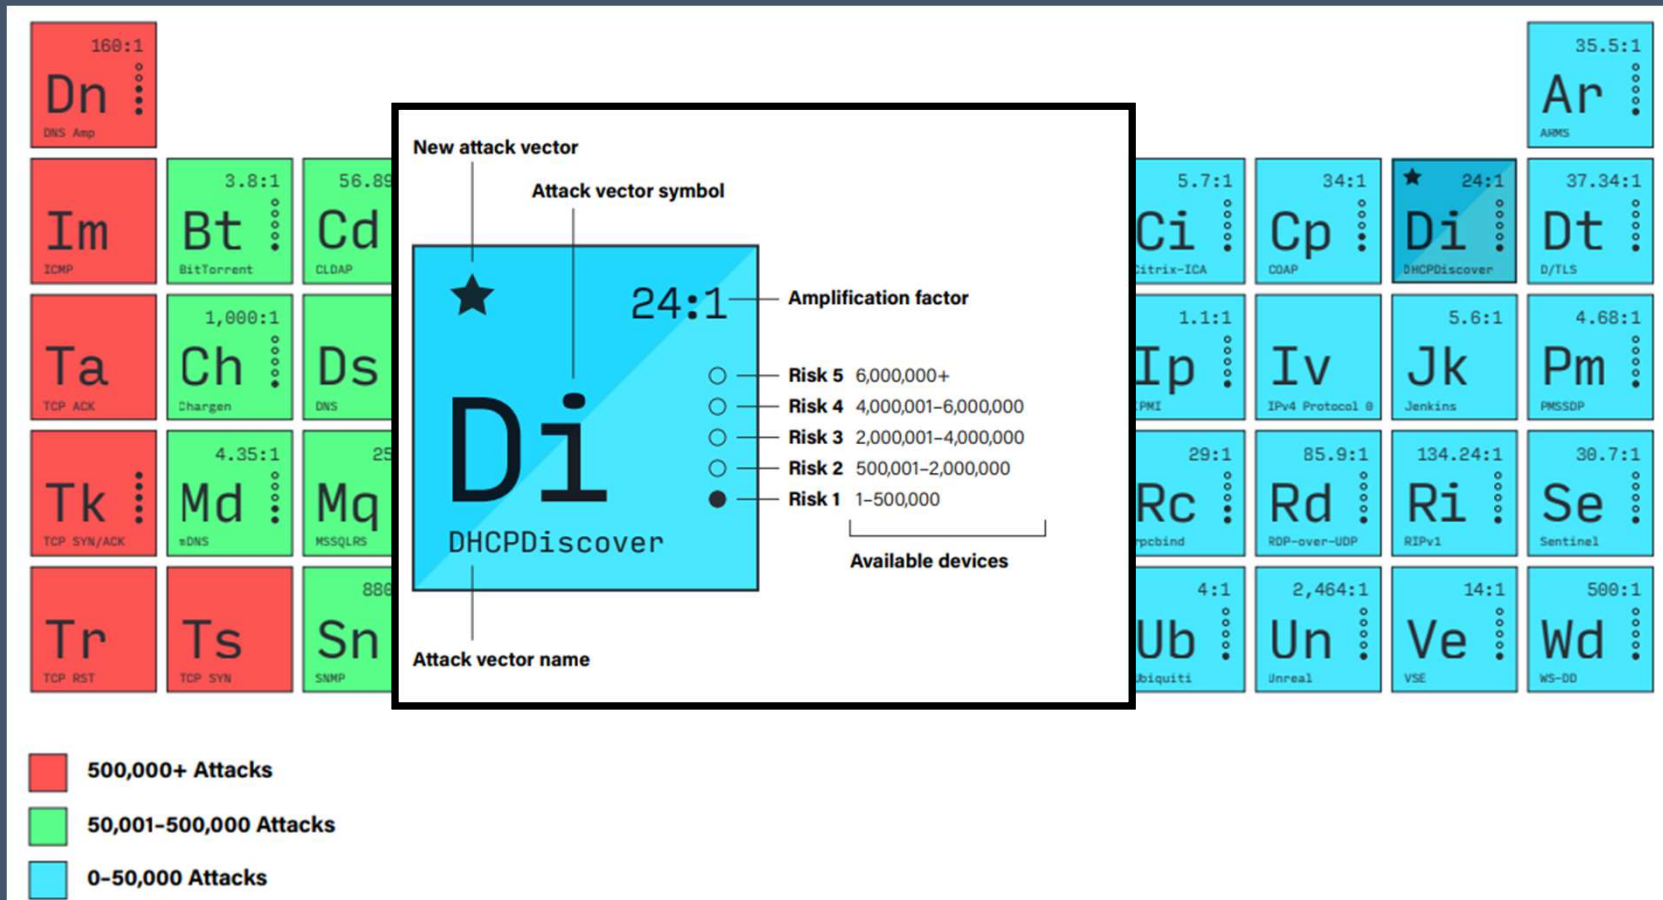 160:1
Dn
DNS Amp
35.5:1
Ar
ARMS
Im
ICMP
3.8:1
Bt
BitTorrent
56.89
Cd
CLDAP
5.7:1
Ci
Citrix-ICA
34:1
Cp
COAP
24:1
Di
DHCPDiscover
37.34:1
Dt
D/TLS
Ta
TCP ACK
1,000:1
Ch
Chargen
Ds
DNS
1.1:1
Ip
IPMI
Iv
IPv4 Protocol 0
5.6:1
Jk
Jenkins
4.68:1
Pm
PMSSDP
Tk
TCP SYN/ACK
4.35:1
Md
mDNS
25
Mq
MSSQLRS
29:1
Rc
rpcbind
85.9:1
Rd
RDP-over-UDP
134.24:1
Ri
RIPv1
30.7:1
Se
Sentinel
Tr
TCP RST
Ts
TCP SYN
880
Sn
SNMP
4:1
Ub
Ubiquiti
2,464:1
Un
Unreal
14:1
Ve
VSE
500:1
Wd
WS-DD
New attack vector
Attack vector symbol
24:1
Amplification factor
Di
DHCPDiscover
Risk 5 6,000,000+
Risk 4 4,000,001–6,000,000
Risk 3 2,000,001–4,000,000
Risk 2 500,001–2,000,000
Risk 1 1–500,000
Available devices
Attack vector name
500,000+ Attacks
50,001–500,000 Attacks
0–50,000 Attacks